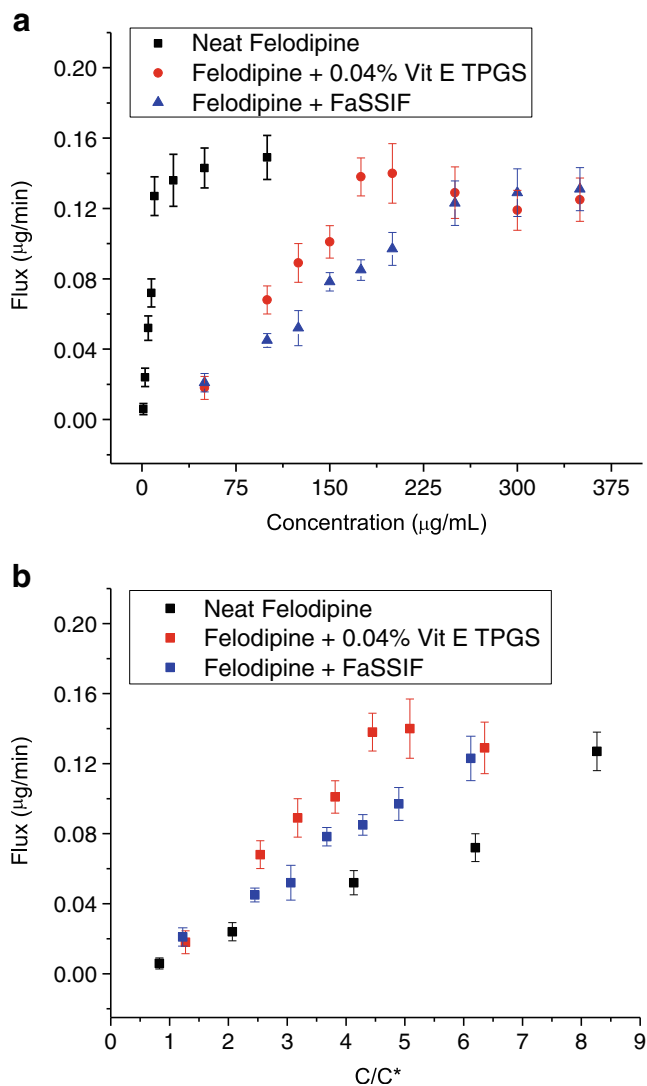 a
Neat Felodipine
Felodipine + 0.04% Vit E TPGS
Felodipine + FaSSIF
0.20
0.16
0.12
0.08
0.04
0.00
Flux (μg/min)
0 75 150 225 300 375
Concentration (μg/mL)
b
Neat Felodipine
Felodipine + 0.04% Vit E TPGS
Felodipine + FaSSIF
0.20
0.16
0.12
0.08
0.04
0.00
Flux (μg/min)
0 1 2 3 4 5 6 7 8 9
C/C*